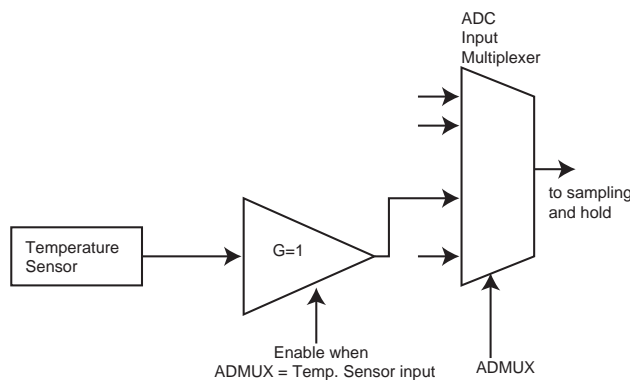 ADC
Input
Multiplexer
to sampling
and hold
Temperature
Sensor
G=1
Enable when
ADMUX = Temp. Sensor input
ADMUX